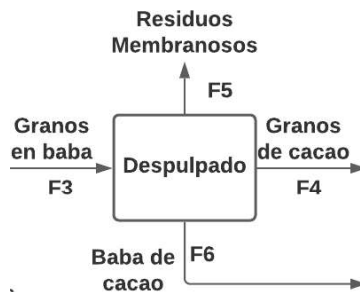 Residuos
Membranosos
F5
Granos
en baba
F3
Despulpado
Granos
de cacao
F4
Baba de
cacao
F6